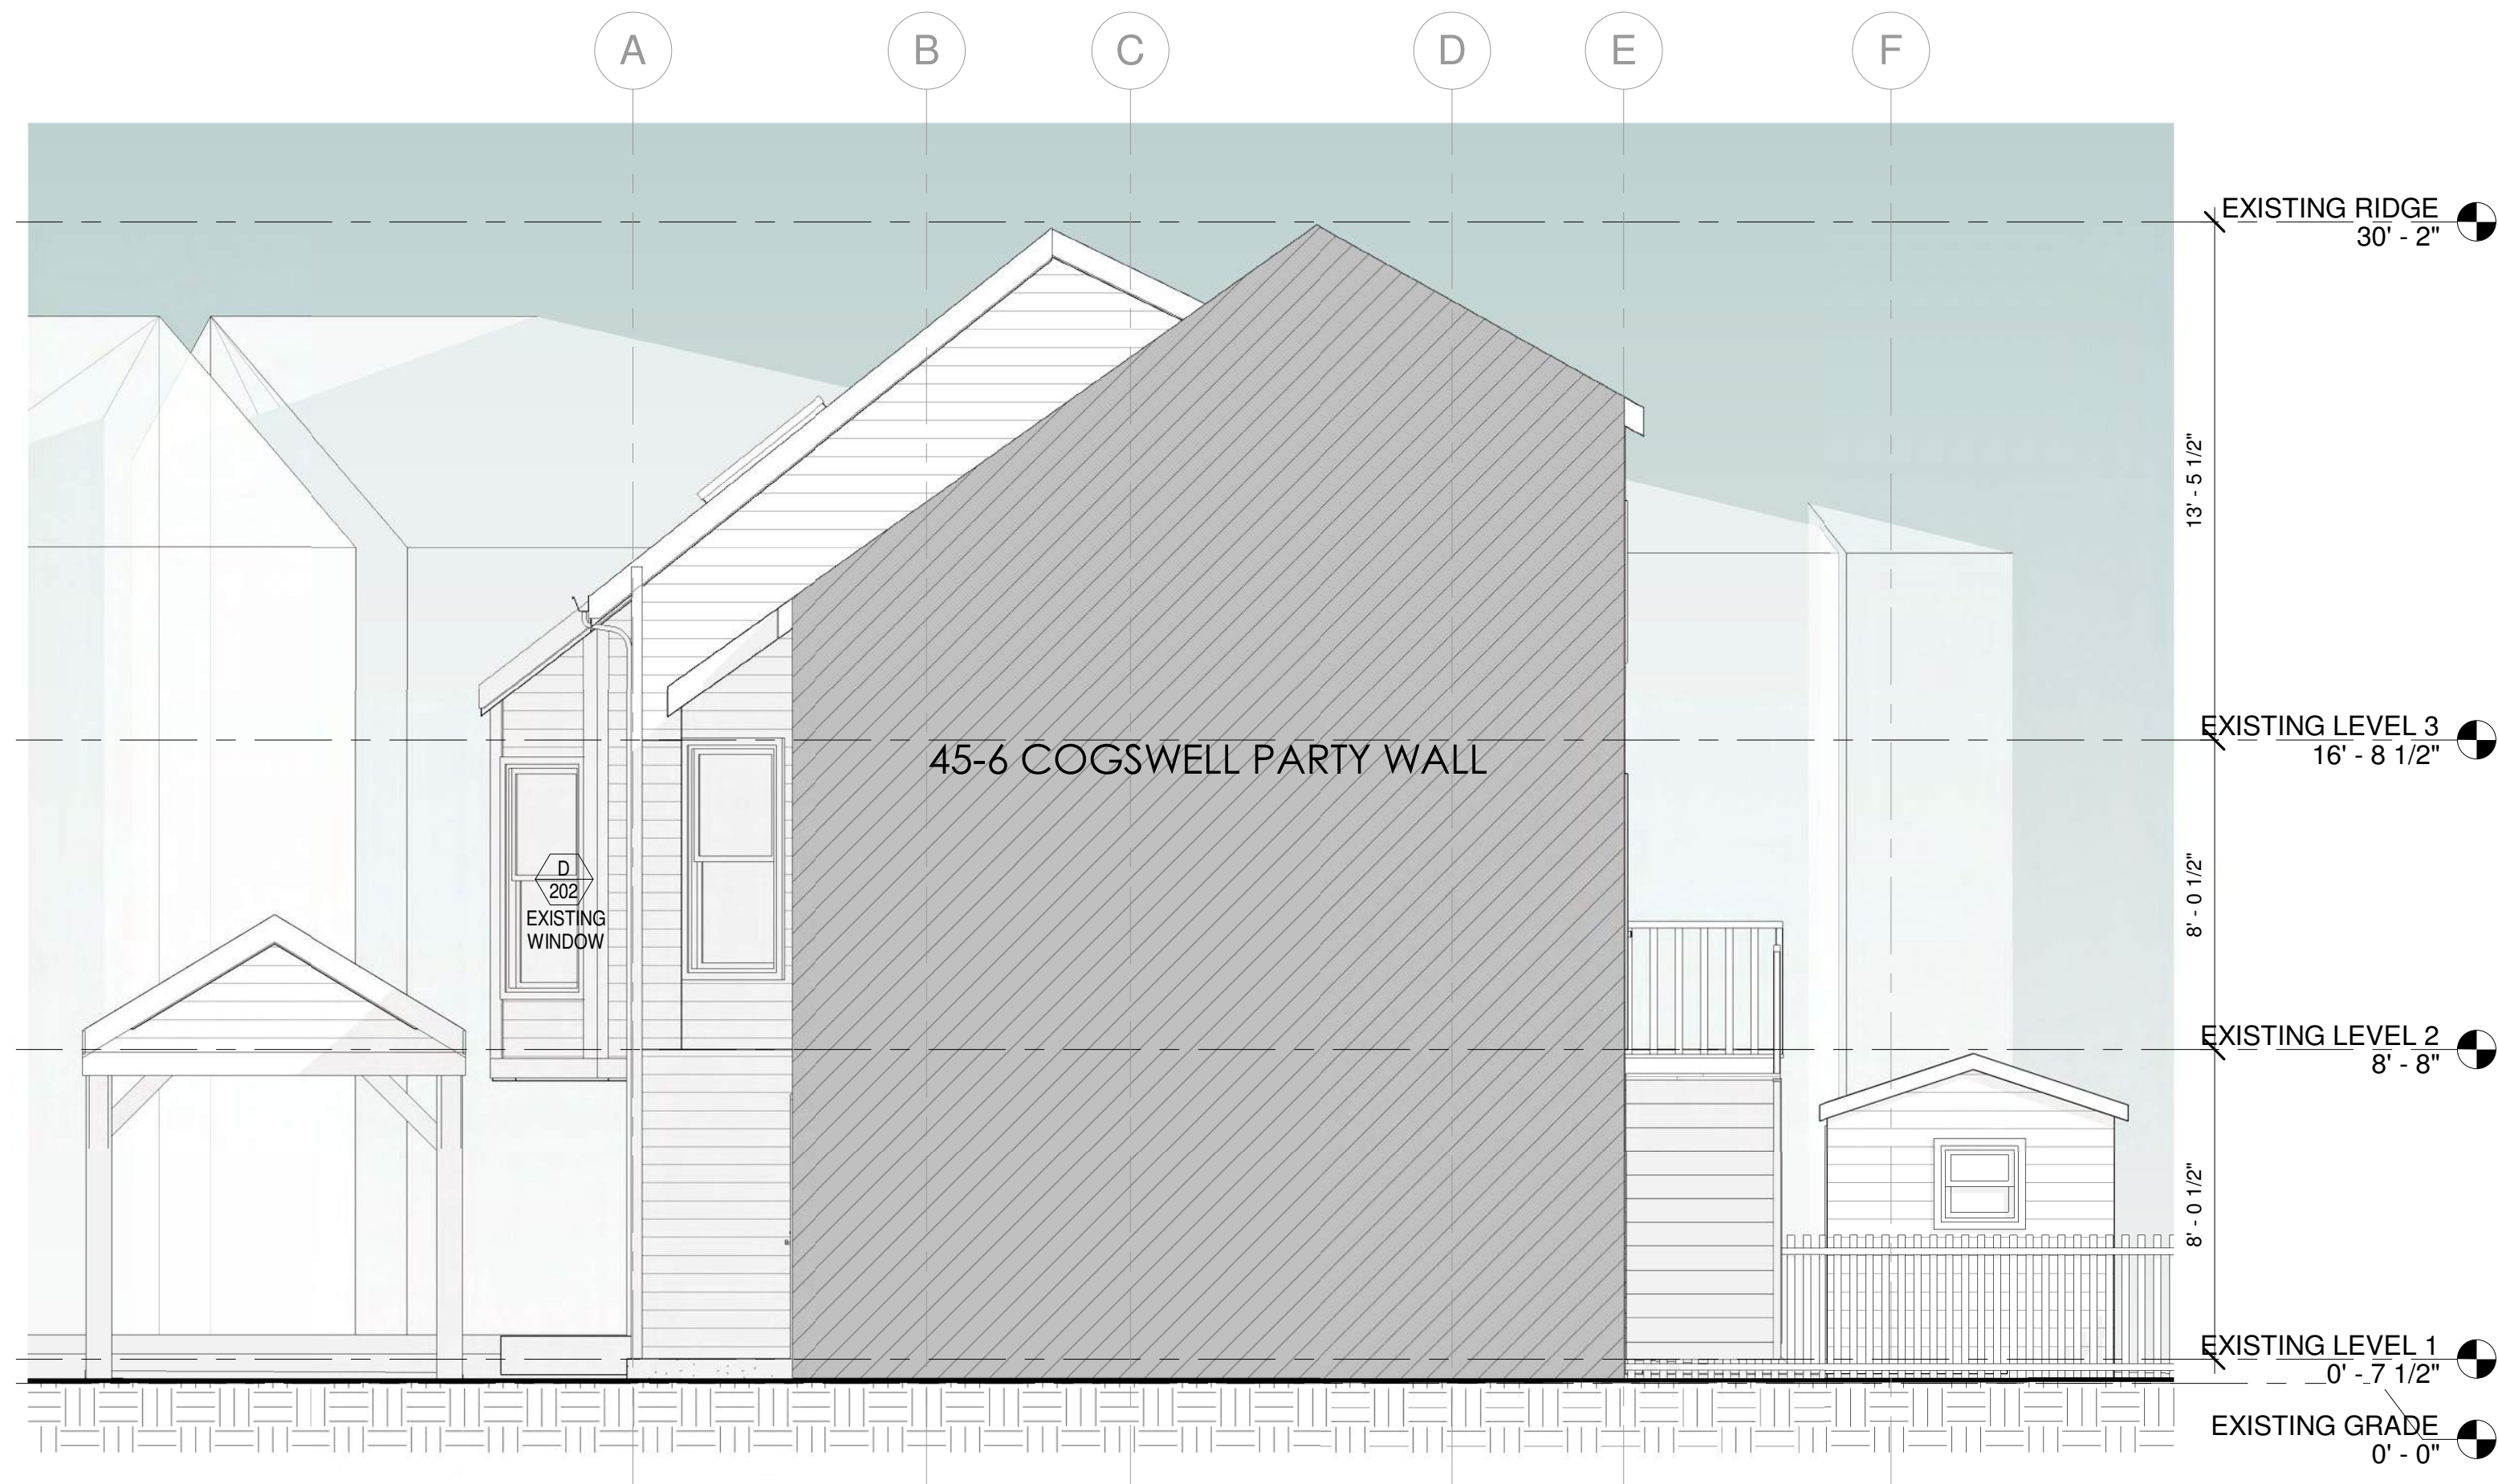 A B C D E F
EXISTING RIDGE
30' - 2"
13' - 5 1/2"
EXISTING LEVEL 3
16' - 8 1/2"
45-6 COGSWELL PARTY WALL
8' - 0 1/2"
D
202
EXISTING
WINDOW
EXISTING LEVEL 2
8' - 8"
8' - 0 1/2"
EXISTING LEVEL 1
0' - 7 1/2"
EXISTING GRADE
0' - 0"